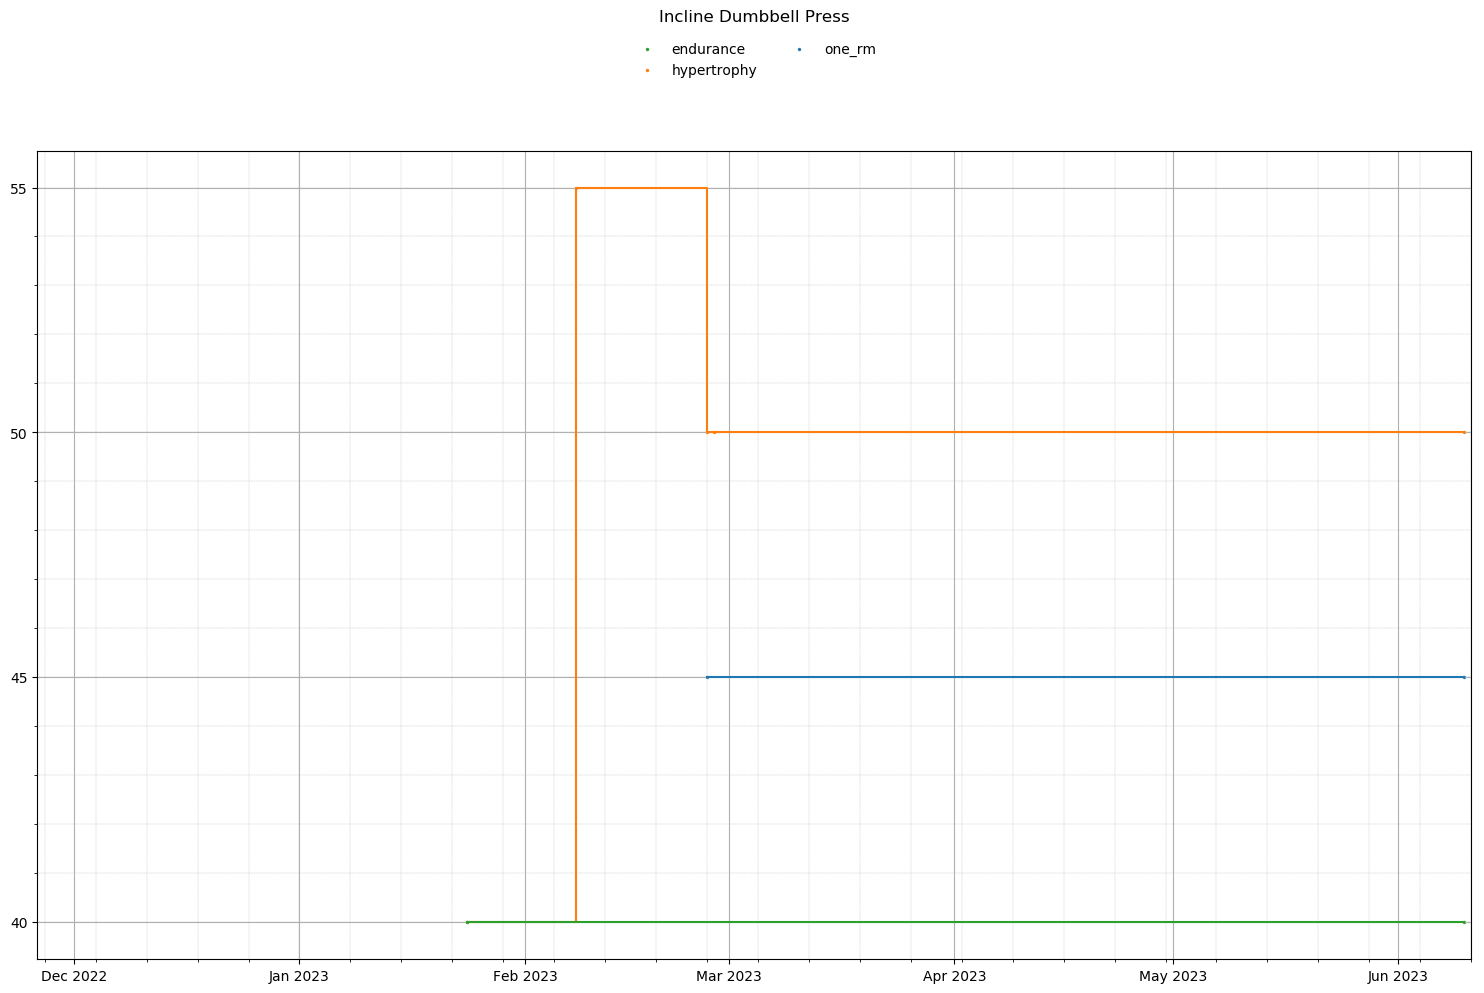 Incline Dumbbell Press
endurance one_rm
hypertrophy
55
50
45
40
Dec 2022 Jan 2023 Feb 2023 Mar 2023 Apr 2023 May 2023 Jun 2023